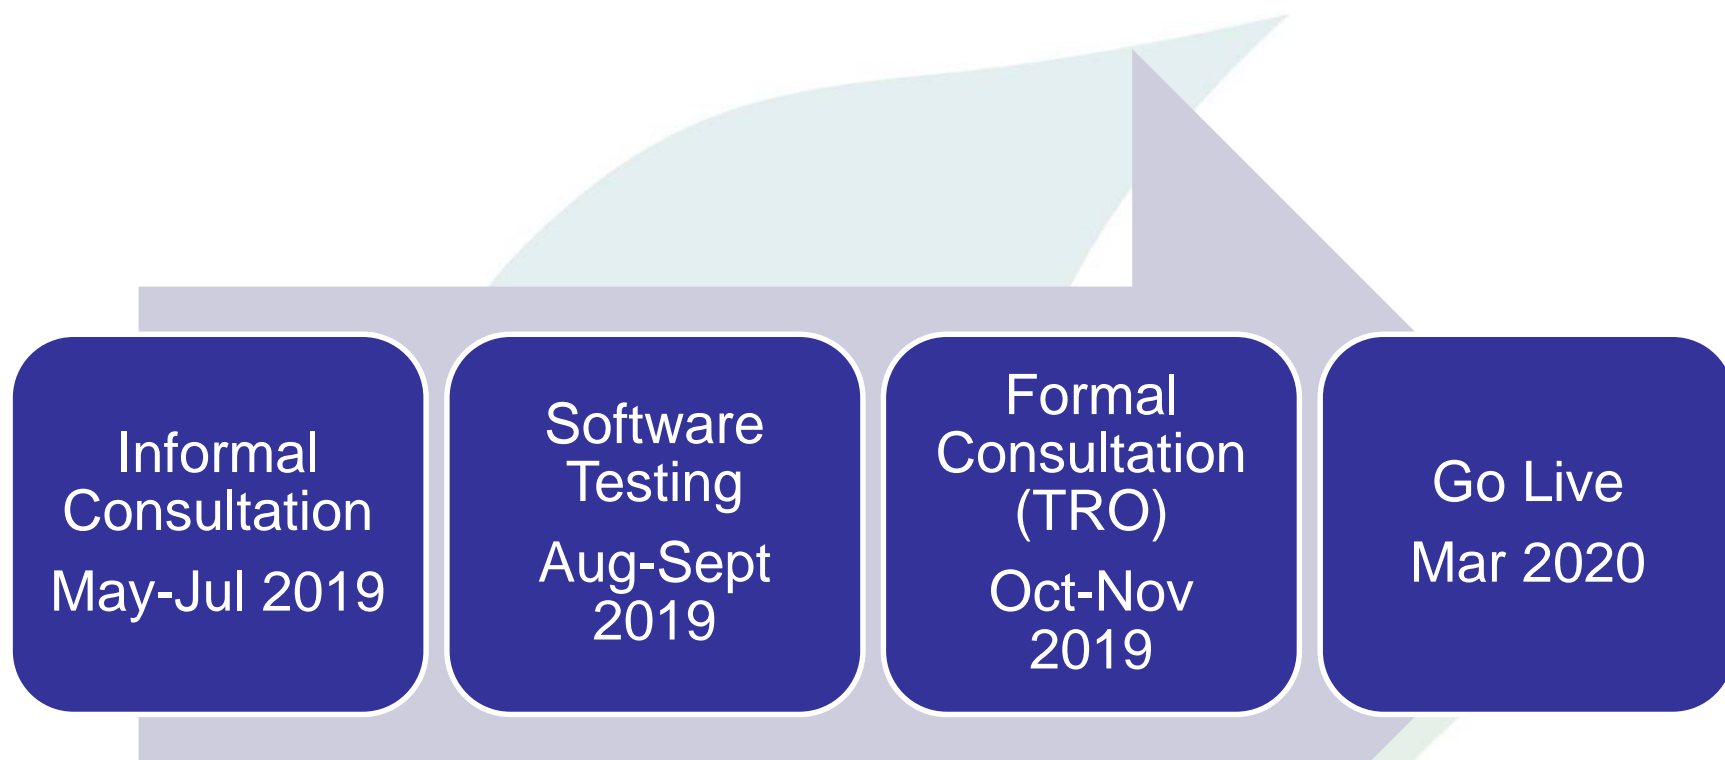 Informal
Consultation
May-Jul 2019
Software
Testing
Aug-Sept
2019
Formal
Consultation
(TRO)
Oct-Nov
2019
Go Live
Mar 2020